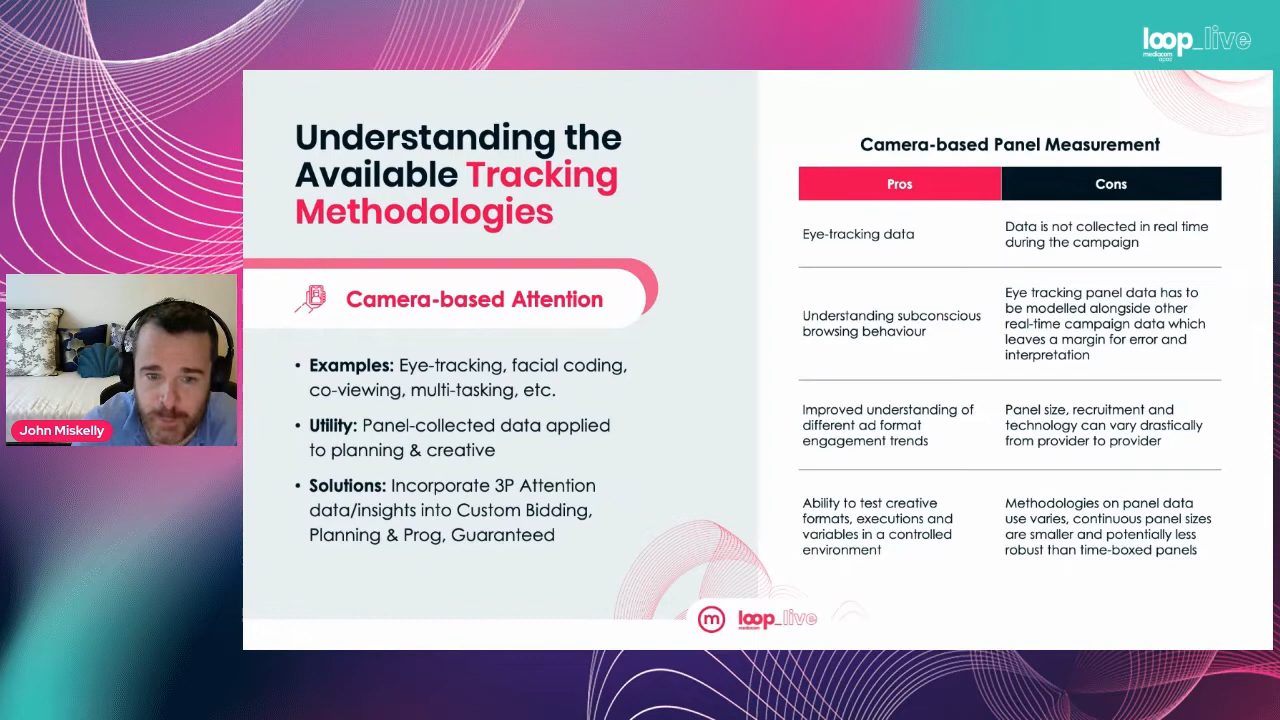 loop_live
mediacom
apac
Understanding the
Available Tracking
Methodologies
Camera-based Attention
• Examples: Eye-tracking, facial coding,
co-viewing, multi-tasking, etc.
• Utility: Panel-collected data applied
to planning & creative
• Solutions: Incorporate 3P Attention
data/insights into Custom Bidding,
Planning & Prog, Guaranteed
Camera-based Panel Measurement
Pros
Cons
Eye-tracking data
Data is not collected in real time
during the campaign
Understanding subconscious
browsing behaviour
Eye tracking panel data has to
be modelled alongside other
real-time campaign data which
leaves a margin for error and
interpretation
Improved understanding of
different ad format
engagement trends
Panel size, recruitment and
technology can vary drastically
from provider to provider
Ability to test creative
formats, executions and
variables in a controlled
environment
Methodologies on panel data
use varies, continuous panel sizes
are smaller and potentially less
robust than time-boxed panels
John Miskelly
m
loop_live
mediacom